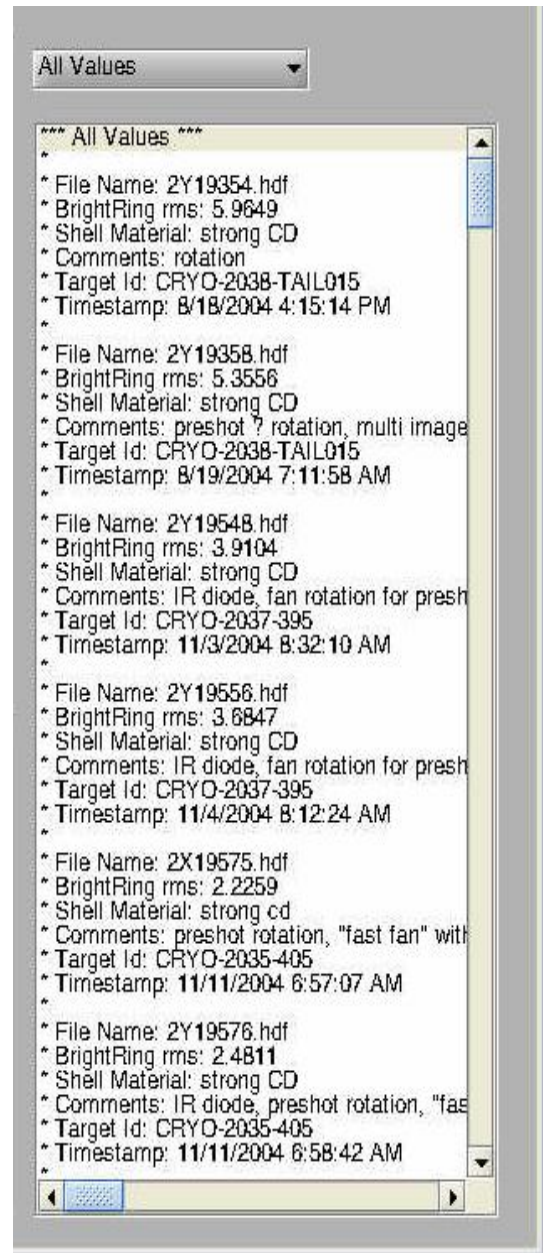 All Values
*** All Values ***
*
* File Name: 2Y19354.hdf
* BrightRing rms: 5.9649
* Shell Material: strong CD
* Comments: rotation
* Target Id: CRYO-2038-TAIL015
* Timestamp: 8/18/2004 4:15:14 PM
*
* File Name: 2Y19358.hdf
* BrightRing rms: 5.3556
* Shell Material: strong CD
* Comments: preshot ? rotation, multi image
* Target Id: CRYO-2038-TAIL015
* Timestamp: 8/19/2004 7:11:58 AM
*
* File Name: 2Y19548.hdf
* BrightRing rms: 3.9104
* Shell Material: strong CD
* Comments: IR diode, fan rotation for presh
* Target Id: CRYO-2037-395
* Timestamp: 11/3/2004 8:32:10 AM
*
* File Name: 2Y19556.hdf
* BrightRing rms: 3.6847
* Shell Material: strong CD
* Comments: IR diode, fan rotation for presh
* Target Id: CRYO-2037-395
* Timestamp: 11/4/2004 8:12:24 AM
*
* File Name: 2X19575.hdf
* BrightRing rms: 2.2259
* Shell Material: strong cd
* Comments: preshot rotation, "fast fan" with
* Target Id: CRYO-2035-405
* Timestamp: 11/11/2004 6:57:07 AM
*
* File Name: 2Y19576.hdf
* BrightRing rms: 2.4811
* Shell Material: strong CD
* Comments: IR diode, preshot rotation, "fas
* Target Id: CRYO-2035-405
* Timestamp: 11/11/2004 6:58:42 AM
*